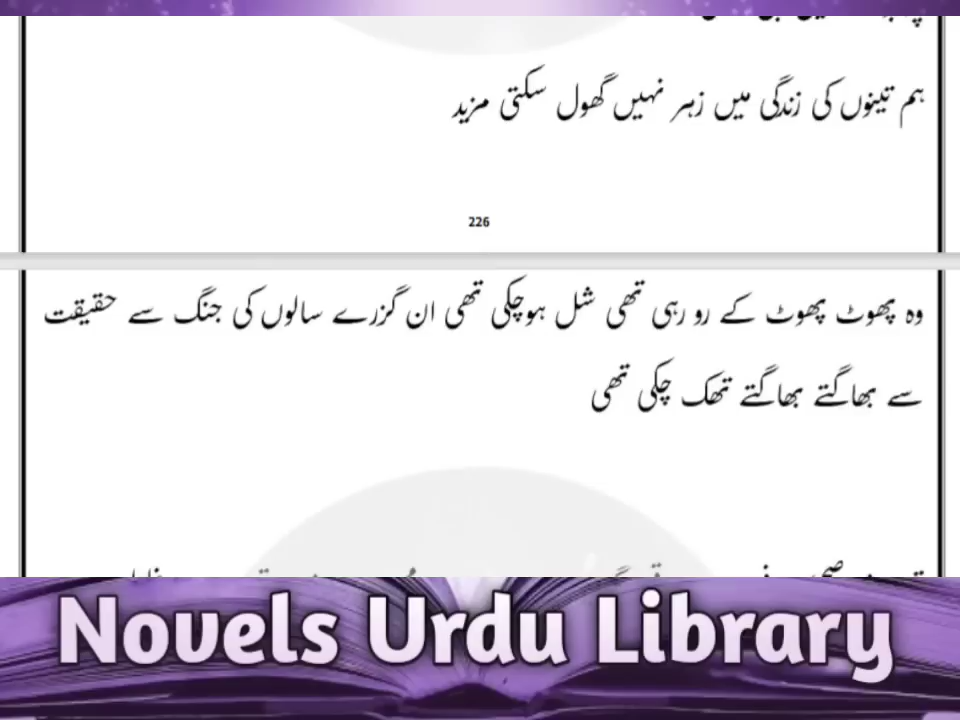 ہم تینوں کی زندگی میں زہر نہیں گھول سکتی مزید
226
وہ پھوٹ پھوٹ کے رو رہی تھی شل ہوچکی تھی ان گزرے سالوں کی جنگ سے حقیقت
سے بھاگتے بھاگتے تھک چکی تھی
Novels Urdu Library